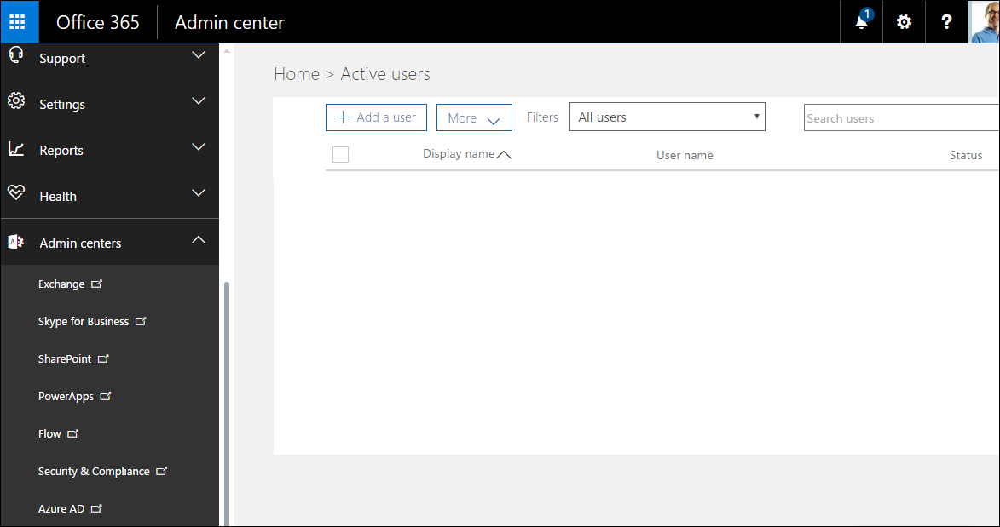 Office 365 Admin center 1 ?
Support
Settings
Reports
Health
A
Admin centers
Exchange
Skype for Business
SharePoint
PowerApps
Flow
Security & Compliance
Azure AD
Home > Active users
+ Add a user More Filters All users Search users
Display name User name Status